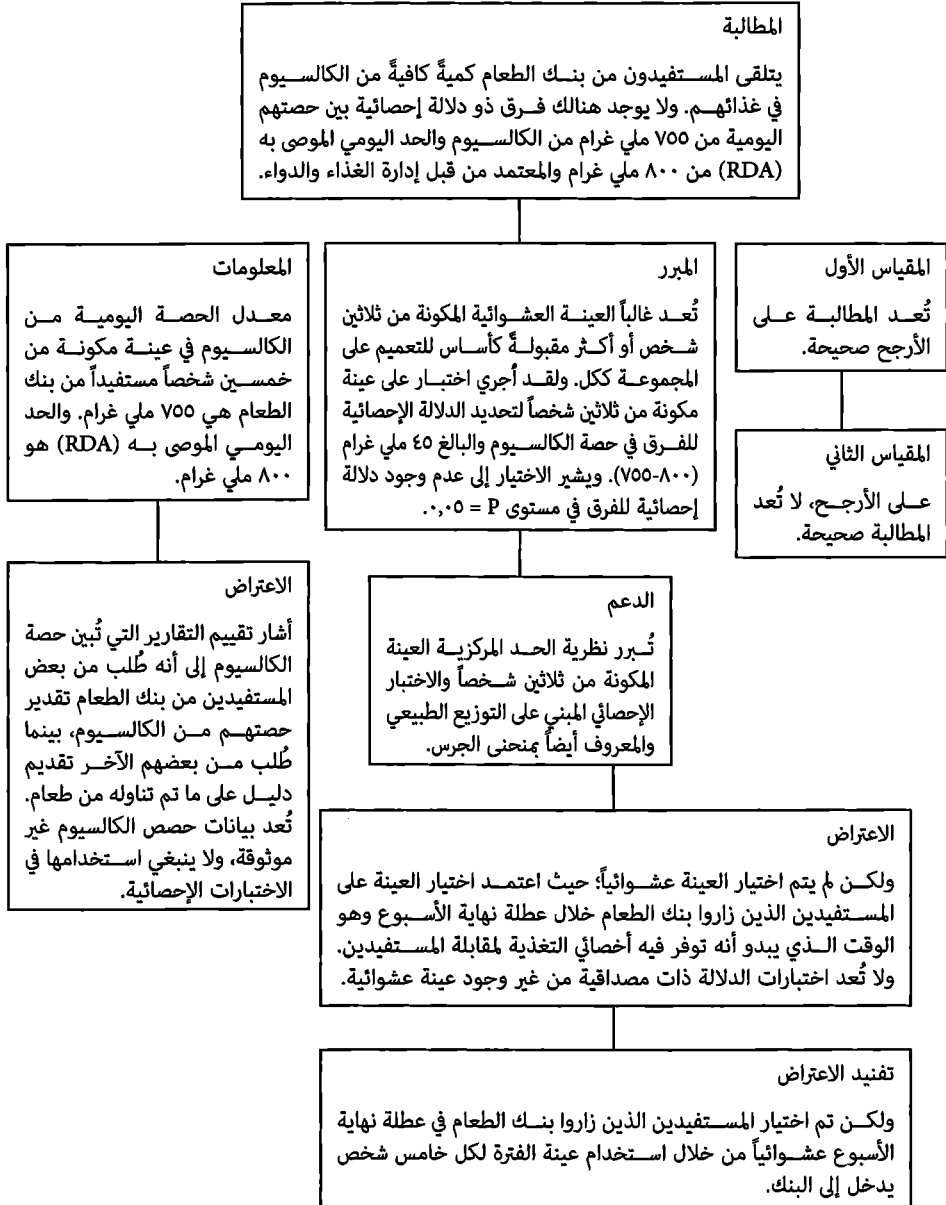 المطالبة
يتلقى المستفيدون من بنك الطعام كميةً كافيةً من الكالسيوم
في غذائهم. ولا يوجد هنالك فرق ذو دلالة إحصائية بين حصتهم
اليومية من ٧٥٥ ملي غرام من الكالسيوم والحد اليومي الموصى به
(RDA) من ٨٠٠ ملي غرام والمعتمد من قبل إدارة الغذاء والدواء.
المقياس الأول
تُعد المطالبة على
الأرجح صحيحة.
المقياس الثاني
على الأرجح، لا تُعد
المطالبة صحيحة.
المبرر
تُعد غالباً العينة العشوائية المكونة من ثلاثين
شخص أو أكثر مقبولةً كأساس للتعميم على
المجموعة ككل. ولقد أُجري اختبار على عينة
مكونة من ثلاثين شخصاً لتحديد الدلالة الإحصائية
للفرق في حصة الكالسيوم والبالغ ٤٥ ملي غرام
(٨٠٠-٧٥٥). ويشير الاختيار إلى عدم وجود دلالة
إحصائية للفرق في مستوى P = ٠,٠٥.
المعلومات
معدل الحصة اليومية من
الكالسيوم في عينة مكونة من
خمسين شخصاً مستفيداً من بنك
الطعام هي ٧٥٥ ملي غرام. والحد
اليومي الموصى به (RDA) هو
٨٠٠ ملي غرام.
الدعم
تُبرر نظرية الحد المركزية العينة
المكونة من ثلاثين شخصاً والاختبار
الإحصائي المبني على التوزيع الطبيعي
والمعروف أيضاً بمنحنى الجرس.
الاعتراض
أشار تقييم التقارير التي تُبين حصة
الكالسيوم إلى أنه طُلب من بعض
المستفيدين من بنك الطعام تقدير
حصتهم من الكالسيوم، بينما
طُلب من بعضهم الآخر تقديم
دليل على ما تم تناوله من طعام.
تُعد بيانات حصص الكالسيوم غير
موثوقة، ولا ينبغي استخدامها في
الاختبارات الإحصائية.
الاعتراض
ولكن لم يتم اختيار العينة عشوائياً؛ حيث اعتمد اختيار العينة على
المستفيدين الذين زاروا بنك الطعام خلال عطلة نهاية الأسبوع وهو
الوقت الذي يبدو أنه توفر فيه أخصائي التغذية لمقابلة المستفيدين.
ولا تُعد اختبارات الدلالة ذات مصداقية من غير وجود عينة عشوائية.
تفنيد الاعتراض
ولكن تم اختيار المستفيدين الذين زاروا بنك الطعام في عطلة نهاية
الأسبوع عشوائياً من خلال استخدام عينة الفترة لكل خامس شخص
يدخل إلى البنك.